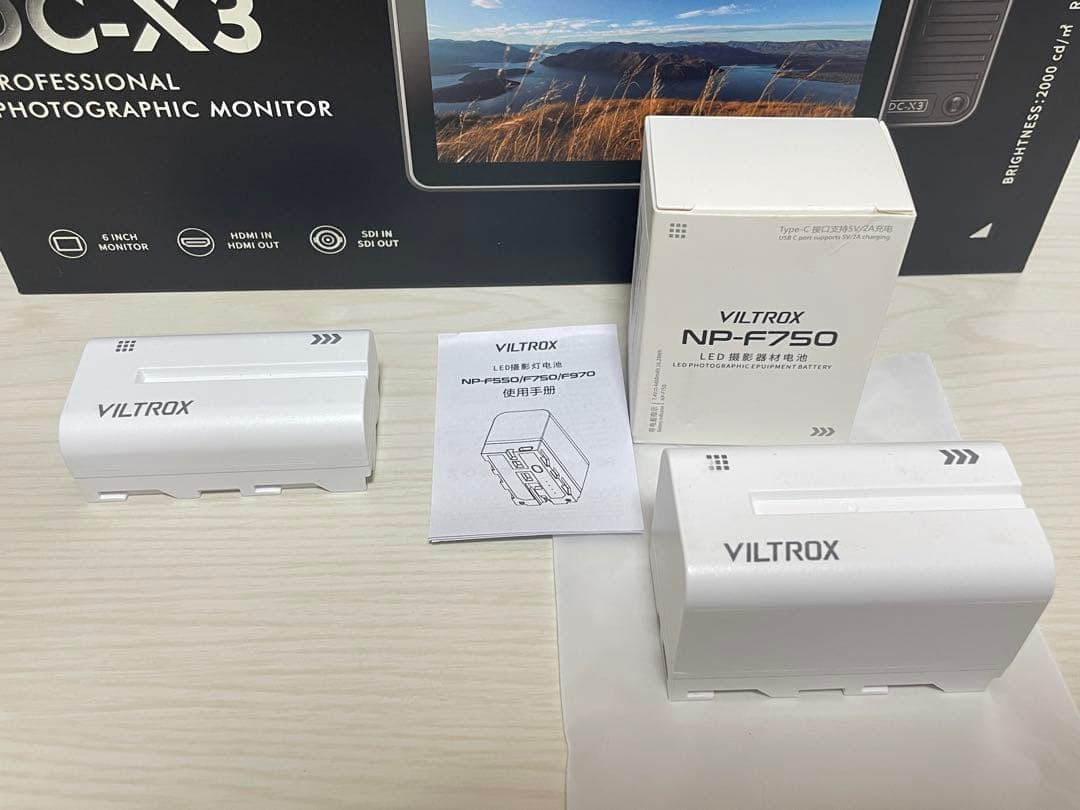 DC-X3
PROFESSIONAL
PHOTOGRAPHIC MONITOR
6 INCH
MONITOR
HDMI IN
HDMI OUT
SDI IN
SDI OUT
DC-X3
BRIGHTNESS:2000 cd/㎡
Type-C 接口支持5V/2A充电
USB C port supports 5V/2A charging
VILTROX
NP-F750
LED 摄影器材电池
LED PHOTOGRAPHIC EPUIPMENT BATTERY
NP-F750
VILTROX
LED摄影灯电池
NP-F550/F750/F970
使用手册
VILTROX
VILTROX